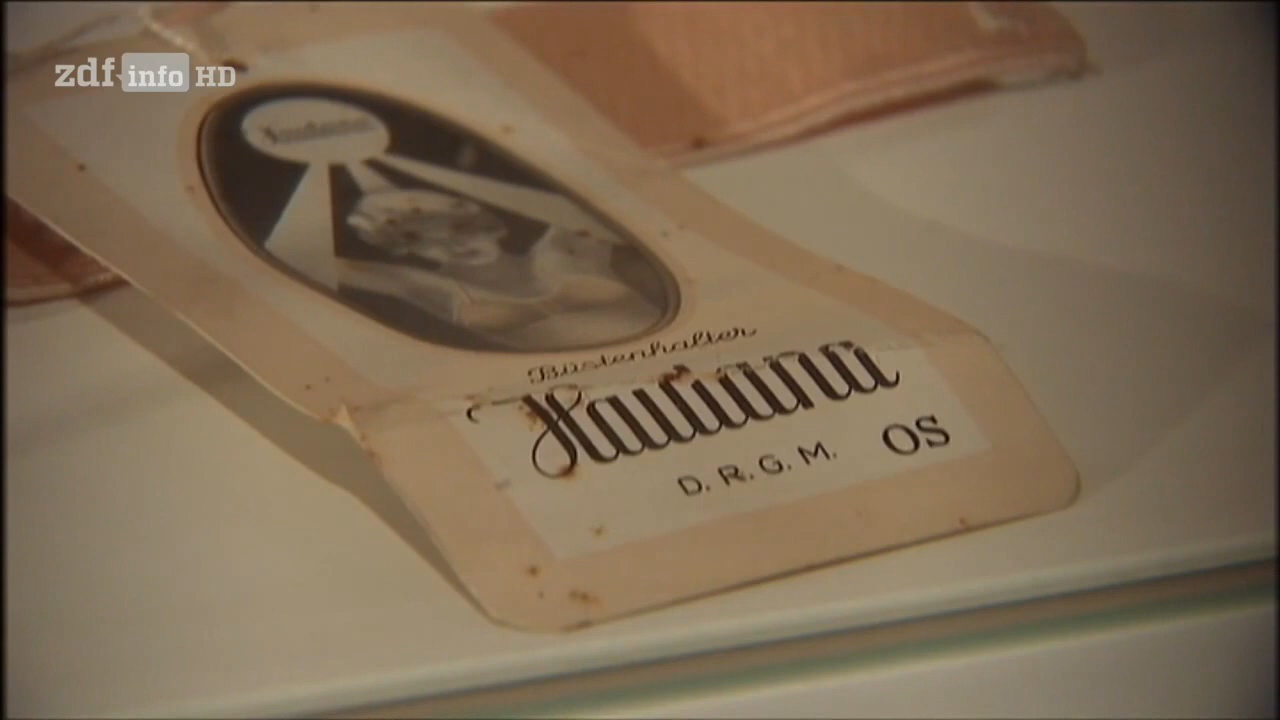 zdf info HD
Büstenhalter
Hautana
D. R. G. M. OS